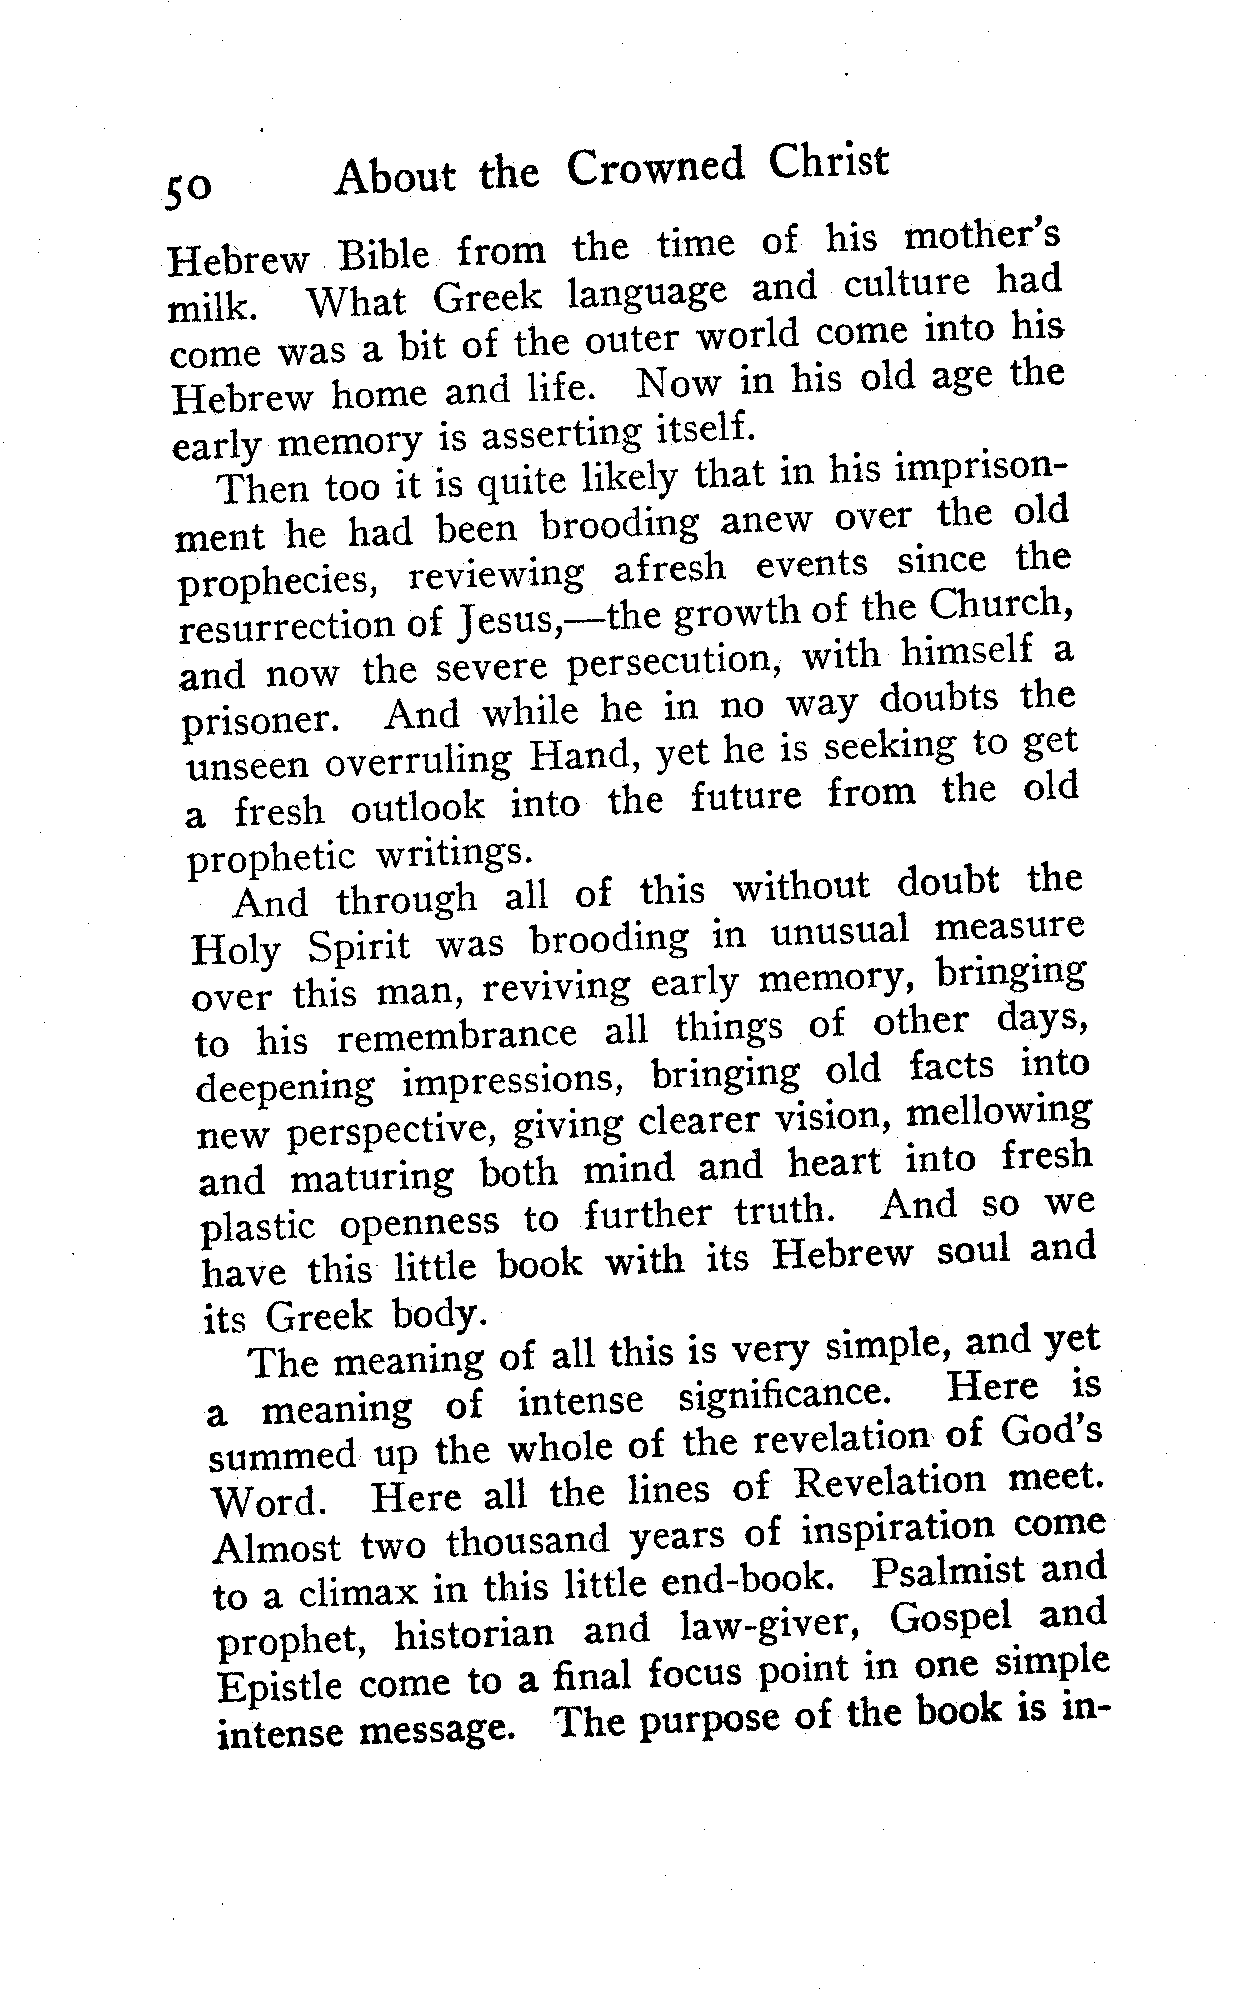 50 About the Crowned Christ
Hebrew Bible from the time of his mother's
milk. What Greek language and culture had
come was a bit of the outer world come into his
Hebrew home and life. Now in his old age the
early memory is asserting itself.
Then too it is quite likely that in his imprison-
ment he had been brooding anew over the old
prophecies, reviewing afresh events since the
resurrection of Jesus,—the growth of the Church,
and now the severe persecution, with himself a
prisoner. And while he in no way doubts the
unseen overruling Hand, yet he is seeking to get
a fresh outlook into the future from the old
prophetic writings.
And through all of this without doubt the
Holy Spirit was brooding in unusual measure
over this man, reviving early memory, bringing
to his remembrance all things of other days,
deepening impressions, bringing old facts into
new perspective, giving clearer vision, mellowing
and maturing both mind and heart into fresh
plastic openness to further truth. And so we
have this little book with its Hebrew soul and
its Greek body.
The meaning of all this is very simple, and yet
a meaning of intense significance. Here is
summed up the whole of the revelation of God's
Word. Here all the lines of Revelation meet.
Almost two thousand years of inspiration come
to a climax in this little end-book. Psalmist and
prophet, historian and law-giver, Gospel and
Epistle come to a final focus point in one simple
intense message. The purpose of the book is in-